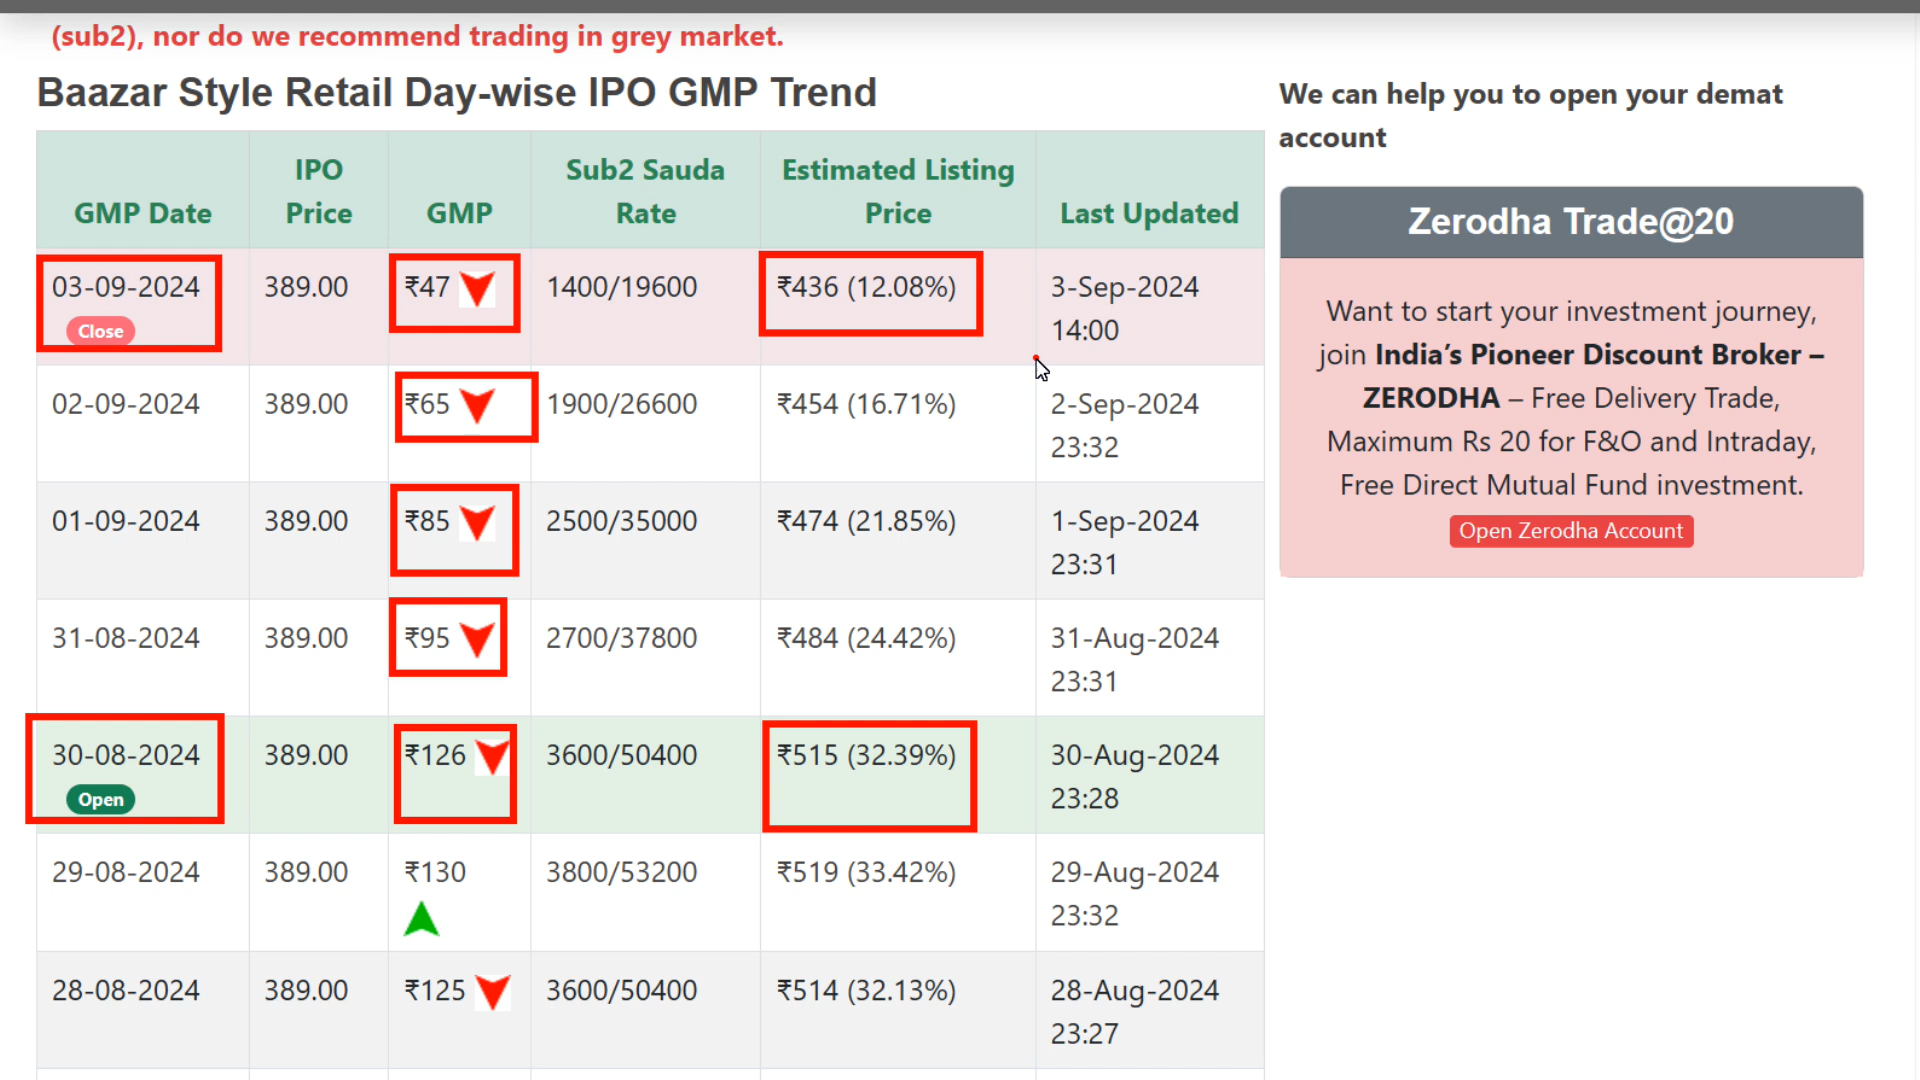 (sub2), nor do we recommend trading in grey market.
Baazar Style Retail Day-wise IPO GMP Trend
GMP Date IPO Price GMP Sub2 Sauda Rate Estimated Listing Price Last Updated
03-09-2024 389.00 ₹47 1400/19600 ₹436 (12.08%) 3-Sep-2024
Close 14:00
02-09-2024 389.00 ₹65 1900/26600 ₹454 (16.71%) 2-Sep-2024
23:32
01-09-2024 389.00 ₹85 2500/35000 ₹474 (21.85%) 1-Sep-2024
23:31
31-08-2024 389.00 ₹95 2700/37800 ₹484 (24.42%) 31-Aug-2024
23:31
30-08-2024 389.00 ₹126 3600/50400 ₹515 (32.39%) 30-Aug-2024
Open 23:28
29-08-2024 389.00 ₹130 3800/53200 ₹519 (33.42%) 29-Aug-2024
23:32
28-08-2024 389.00 ₹125 3600/50400 ₹514 (32.13%) 28-Aug-2024
23:27
We can help you to open your demat
account
Zerodha Trade@20
Want to start your investment journey,
join India’s Pioneer Discount Broker –
ZERODHA – Free Delivery Trade,
Maximum Rs 20 for F&O and Intraday,
Free Direct Mutual Fund investment.
Open Zerodha Account